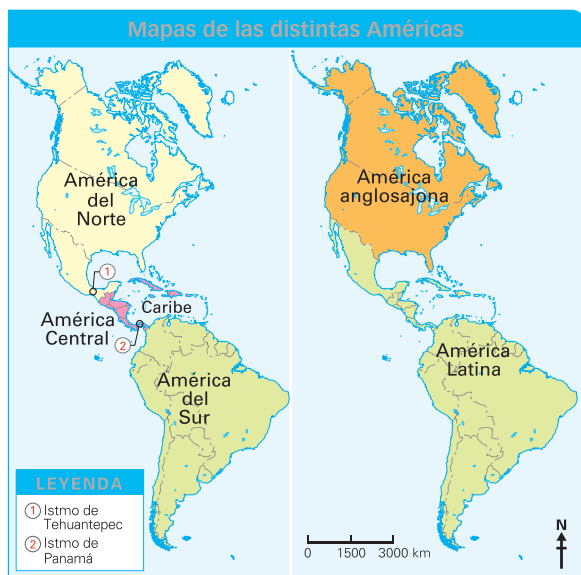 Mapas de las distintas Américas
América
del
Norte
1
América
Central
Caribe
2
América
del
Sur
LEYENDA
1 Istmo de
Tehuantepec
2 Istmo de
Panamá
América
anglosajona
América
Latina
0 1500 3000 km
N